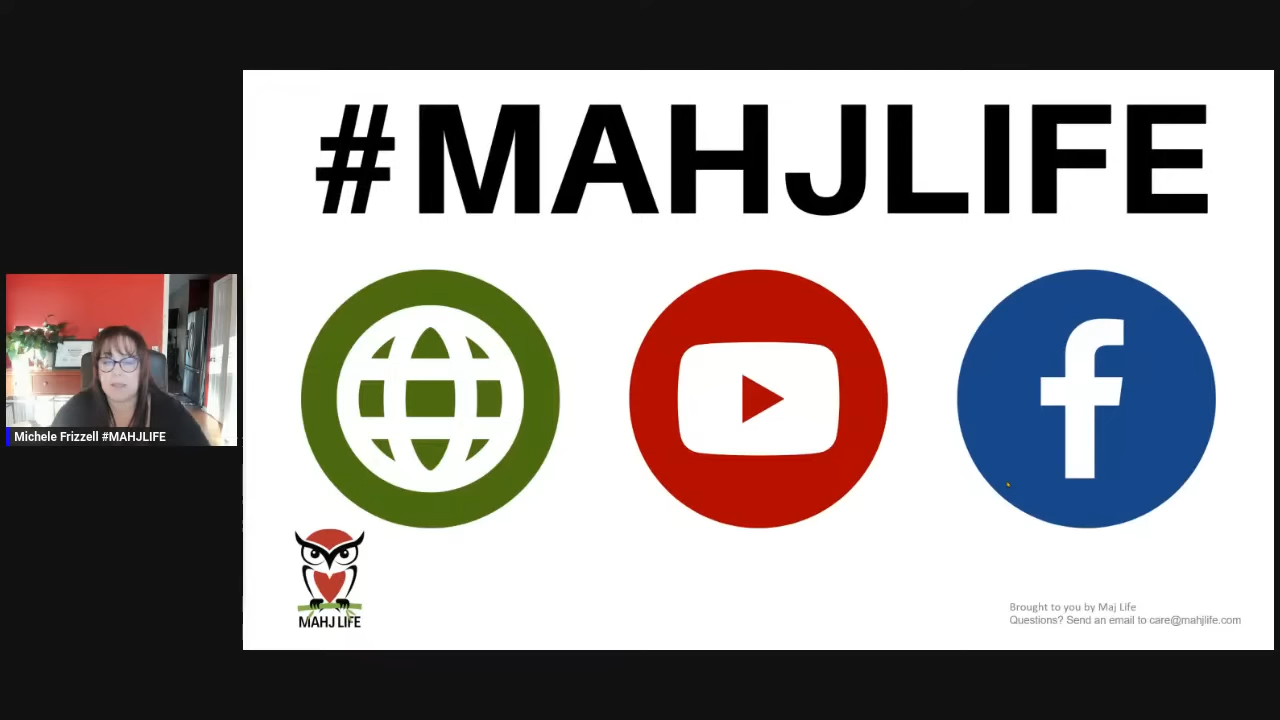 #MAHJLIFE
Michele Frizzell #MAHJLIFE
MAHJ LIFE
Brought to you by Maj Life
Questions? Send an email to care@mahjlife.com